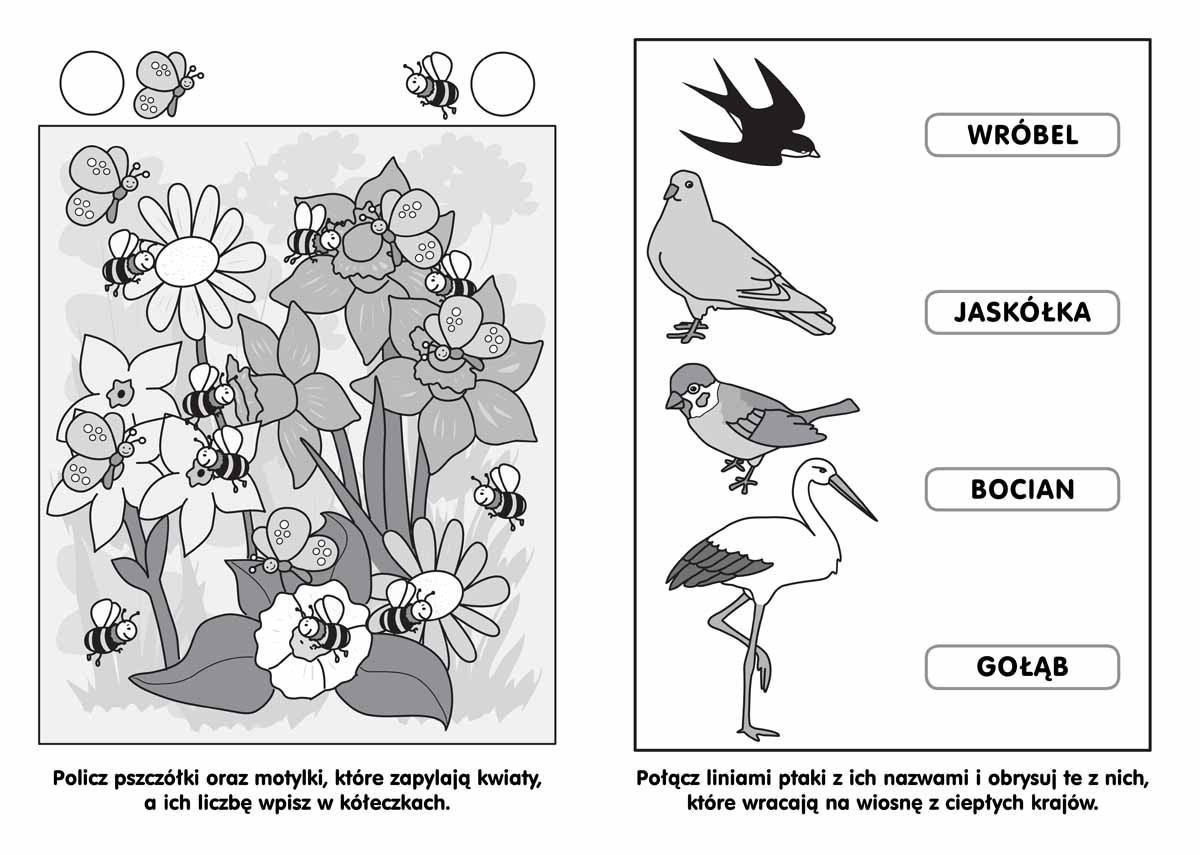 Policz pszczółki oraz motylki, które zapylają kwiaty,
a ich liczbę wpisz w kółeczkach.
WRÓBEL
JASKÓŁKA
BOCIAN
GOŁĄB
Połącz liniami ptaki z ich nazwami i obrysuj te z nich,
które wracają na wiosnę z ciepłych krajów.